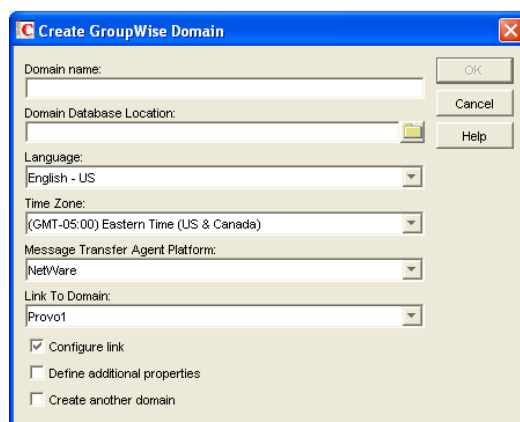 Create GroupWise Domain
Domain name:
OK
Domain Database Location:
Cancel
Help
Language:
English - US
Time Zone:
(GMT-05:00) Eastern Time (US & Canada)
Message Transfer Agent Platform:
NetWare
Link To Domain:
Provo1
Configure link
Define additional properties
Create another domain